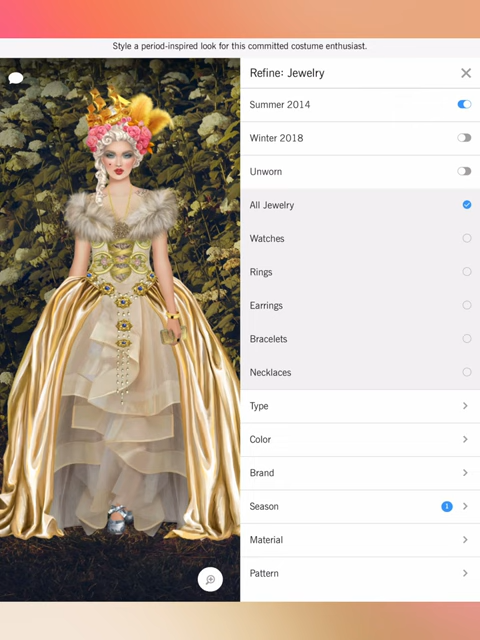 Style a period-inspired look for this committed costume enthusiast.
Refine: Jewelry
Summer 2014
Winter 2018
Unworn
All Jewelry
Watches
Rings
Earrings
Bracelets
Necklaces
Type
Color
Brand
Season 1
Material
Pattern